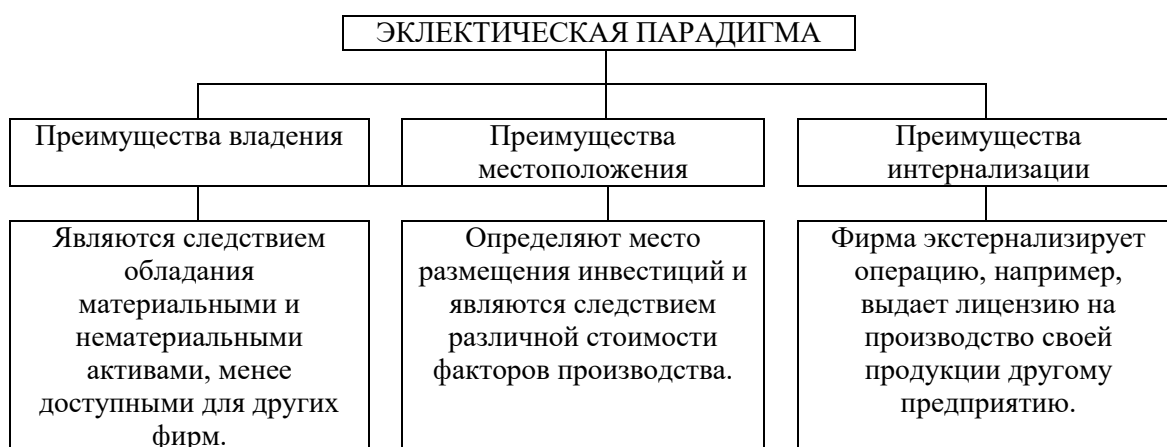 ЭКЛЕКТИЧЕСКАЯ ПАРАДИГМА
Преимущества владения
Преимущества
местоположения
Преимущества
интернализации
Являются следствием
обладания
материальными и
нематериальными
активами, менее
доступными для других
фирм.
Определяют место
размещения инвестиций и
являются следствием
различной стоимости
факторов производства.
Фирма экстернализирует
операцию, например,
выдает лицензию на
производство своей
продукции другому
предприятию.